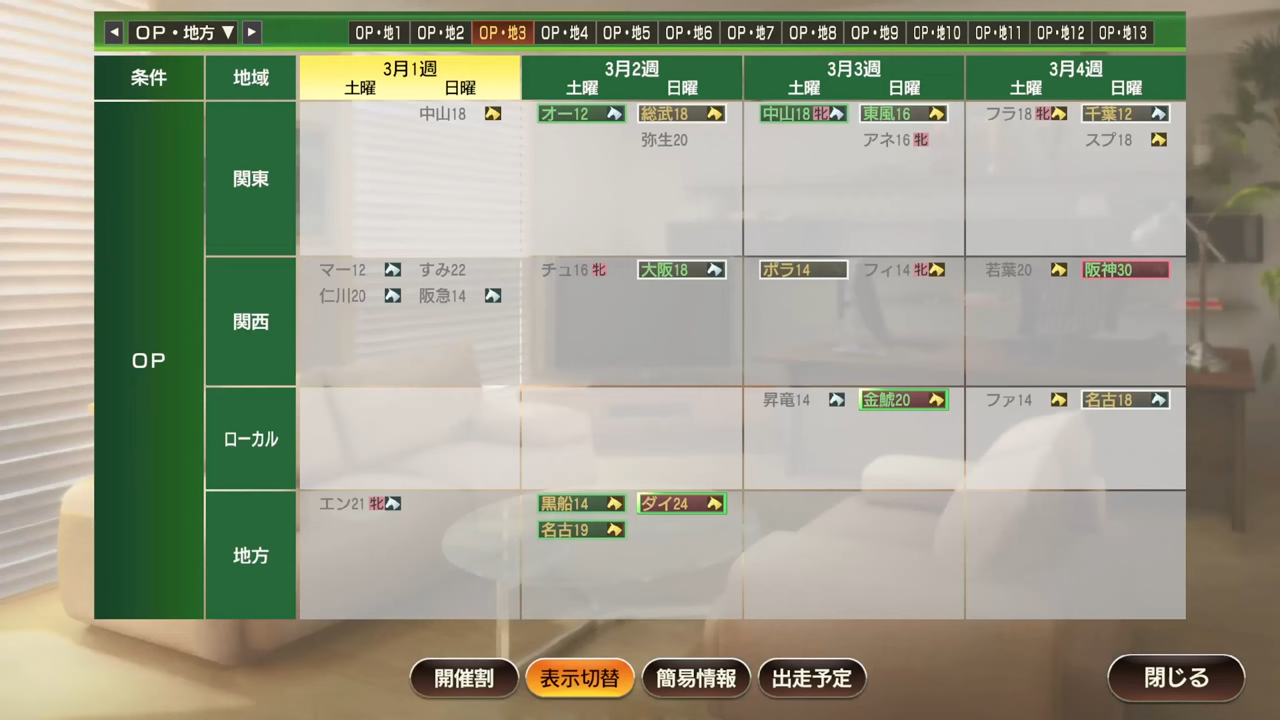 ◀ OP・地方▼ ▶ OP・地1 OP・地2 OP・地3 OP・地4 OP・地5 OP・地6 OP・地7 OP・地8 OP・地9 OP・地10 OP・地11 OP・地12 OP・地13
条件 地域 3月1週 3月2週 3月3週 3月4週
土曜 日曜 土曜 日曜 土曜 日曜 土曜 日曜
中山18 オー12 総武18 中山18 牝 東風16 フラ18 牝 千葉12
弥生20 アネ16 牝 スプ18
関東
マー12 すみ22 チュ16 牝 大阪18 ポラ14 フィ14 牝 若葉20 阪神30
仁川20 阪急14
関西
OP
昇竜14 金鯱20 ファ14 名古18
ローカル
エン21 牝 黒船14 ダイ24
名古19
地方
開催割 表示切替 簡易情報 出走予定 閉じる